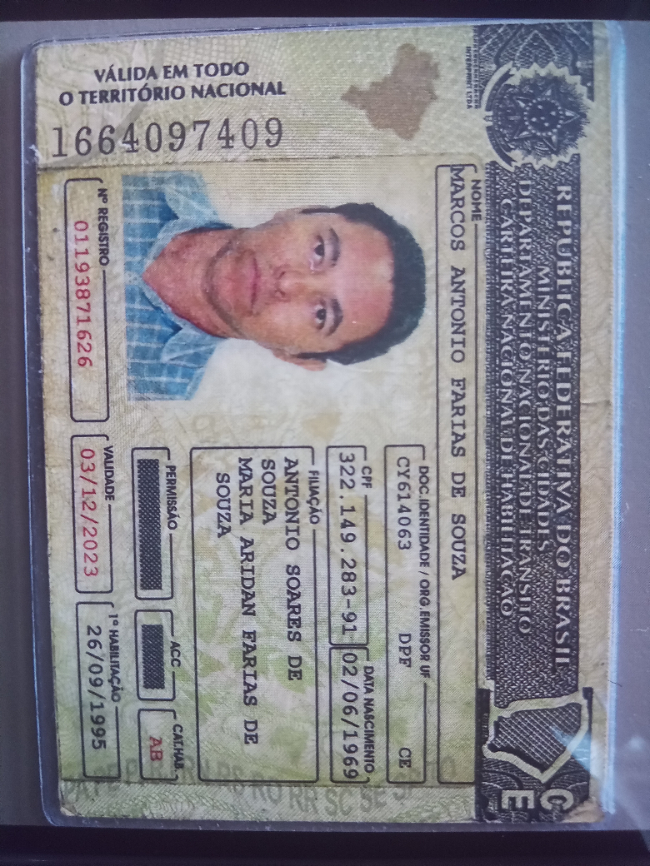 REPÚBLICA FEDERATIVA DO BRASIL
MINISTÉRIO DAS CIDADES
DEPARTAMENTO NACIONAL DE TRÂNSITO
CARTEIRA NACIONAL DE HABILITAÇÃO
CE
NOME
MARCOS ANTONIO FARIAS DE SOUZA
DOC. IDENTIDADE / ORG. EMISSOR UF
CY614063 DPF CE
CPF
322.149.283-91
DATA NASCIMENTO
02/06/1969
FILIAÇÃO
ANTONIO SOARES DE
SOUZA
MARIA ARIDAN FARIAS DE
SOUZA
PERMISSÃO
ACC
CAT.HAB.
AB
Nº REGISTRO
01193871626
VALIDADE
03/12/2023
1ª HABILITAÇÃO
26/09/1995
VÁLIDA EM TODO
O TERRITÓRIO NACIONAL
1664097409